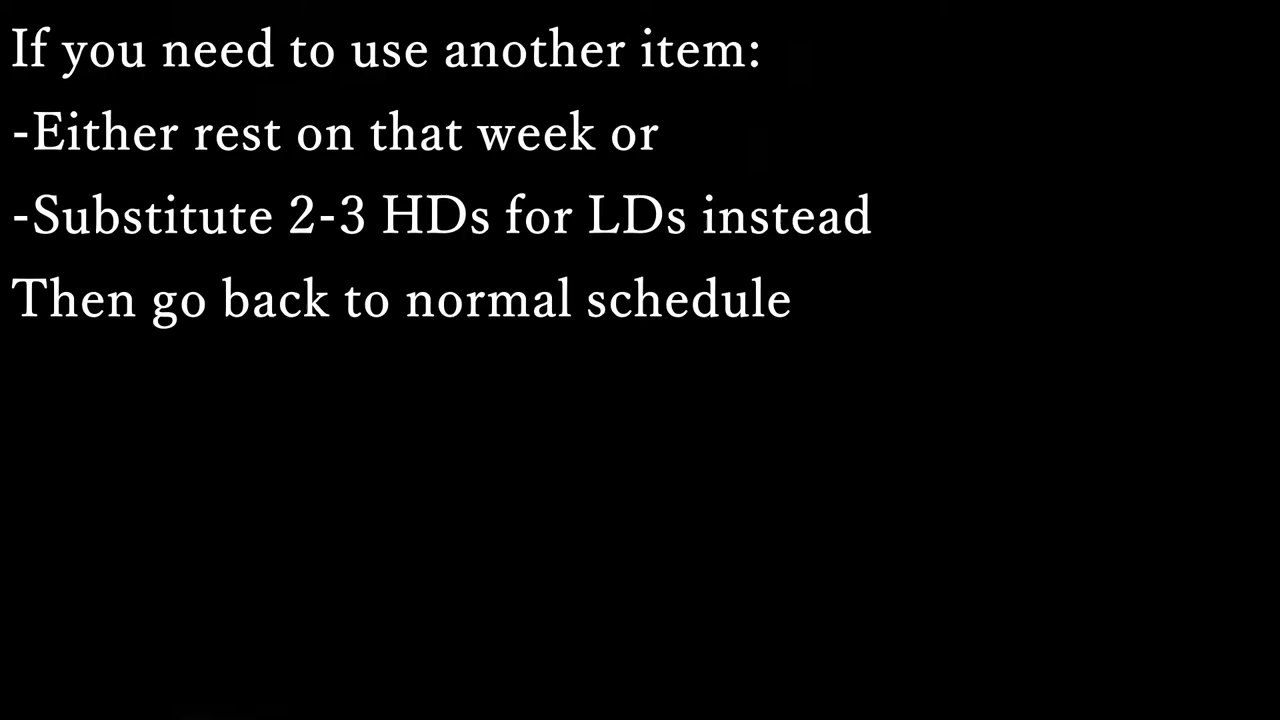 If you need to use another item:
-Either rest on that week or
-Substitute 2-3 HDs for LDs instead
Then go back to normal schedule